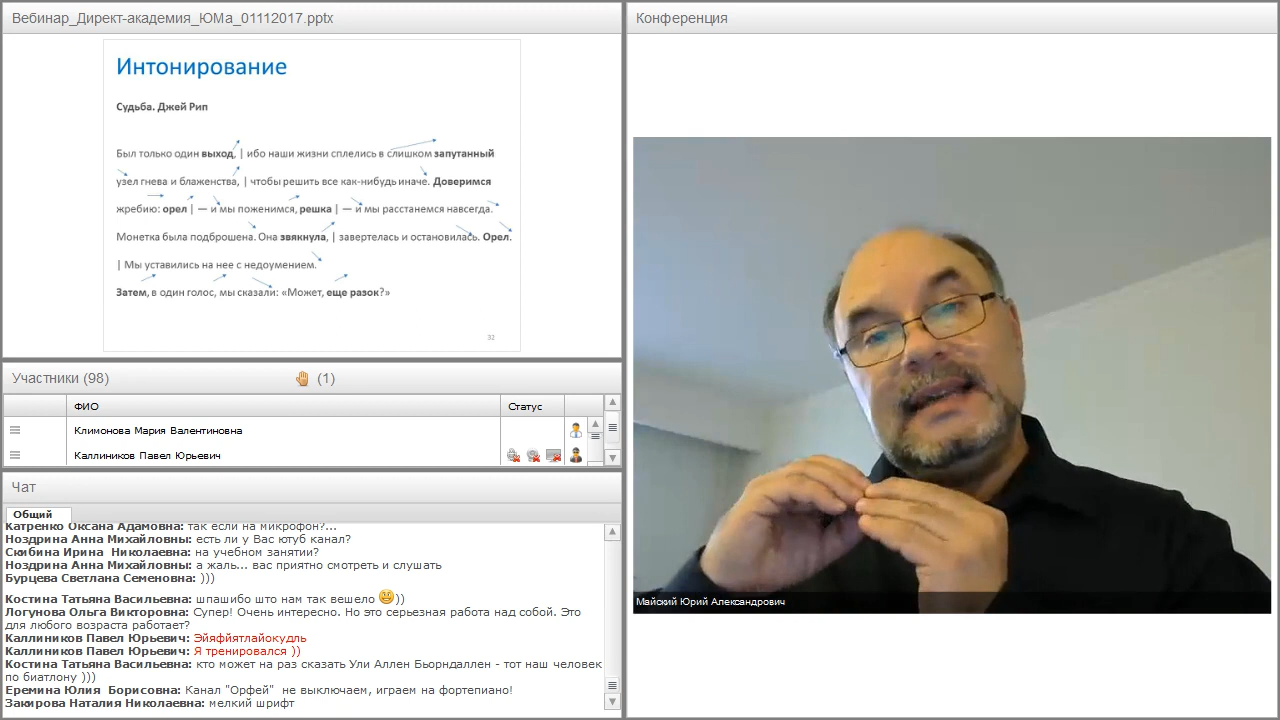 Вебинар_Директ-академия_ЮМа_01112017.pptx
Интонирование
Судьба. Джей Рип
Был только один выход, | ибо наши жизни сплелись в слишком запутанный
узел гнева и блаженства, | чтобы решить все как-нибудь иначе. Доверимся
жребию: орел | — и мы поженимся, решка | — и мы расстанемся навсегда.
Монетка была подброшена. Она звякнула, | завертелась и остановилась. Орел.
| Мы уставились на нее с недоумением.
Затем, в один голос, мы сказали: «Может, еще разок?»
32
Участники (98)
(1)
ФИО
Статус
Климонова Мария Валентиновна
Каллиников Павел Юрьевич
Чат
Общий
Катренко Оксана Адамовна: так если на микрофон?...
Ноздрина Анна Михайловны: есть ли у Вас ютуб канал?
Скибина Ирина Николаевна: на учебном занятии?
Ноздрина Анна Михайловны: а жаль... вас приятно смотреть и слушать
Бурцева Светлана Семеновна: )))
Костина Татьяна Васильевна: шпашибо што нам так вешело ))
Логунова Ольга Викторовна: Супер! Очень интересно. Но это серьезная работа над собой. Это
для любого возраста работает?
Каллиников Павел Юрьевич: Эйяфйятлайокудль
Каллиников Павел Юрьевич: Я тренировался ))
Костина Татьяна Васильевна: кто может на раз сказать Ули Аллен Бьорндаллен - тот наш человек
по биатлону )))
Еремина Юлия Борисовна: Канал "Орфей" не выключаем, играем на фортепиано!
Закирова Наталия Николаевна: мелкий шрифт
Конференция
Майский Юрий Александрович